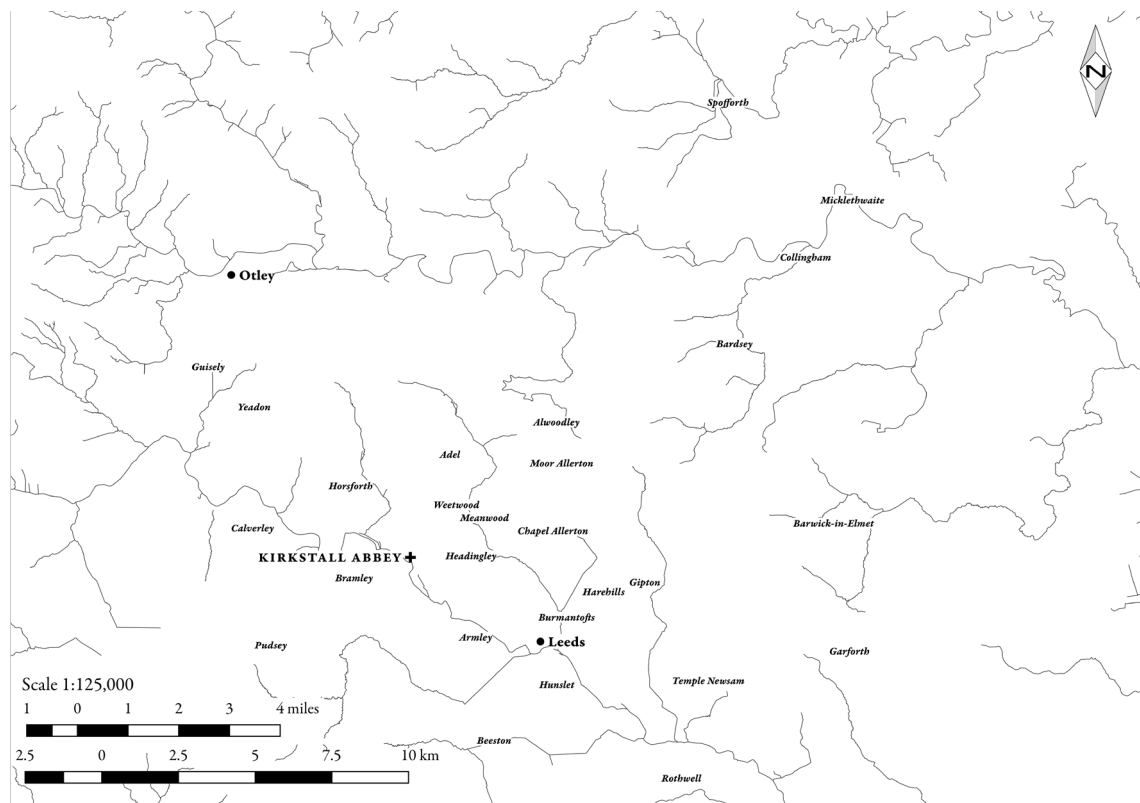 N
Spofforth
Micklethwaite
Collingham
Otley
Bardsey
Guisely
Yeadon
Alwoodley
Adel
Moor Allerton
Horsforth
Weetwood
Meanwood
Calverley
Chapel Allerton
Barwick-in-Elmet
KIRKSTALL ABBEY
Headingley
Bramley
Gipton
Harehills
Burmantofts
Armley
Leeds
Pudsey
Garforth
Temple Newsam
Hunslet
Scale 1:125,000
1 0 1 2 3 4 miles
Beeston
2.5 0 2.5 5 7.5 10 km
Rothwell